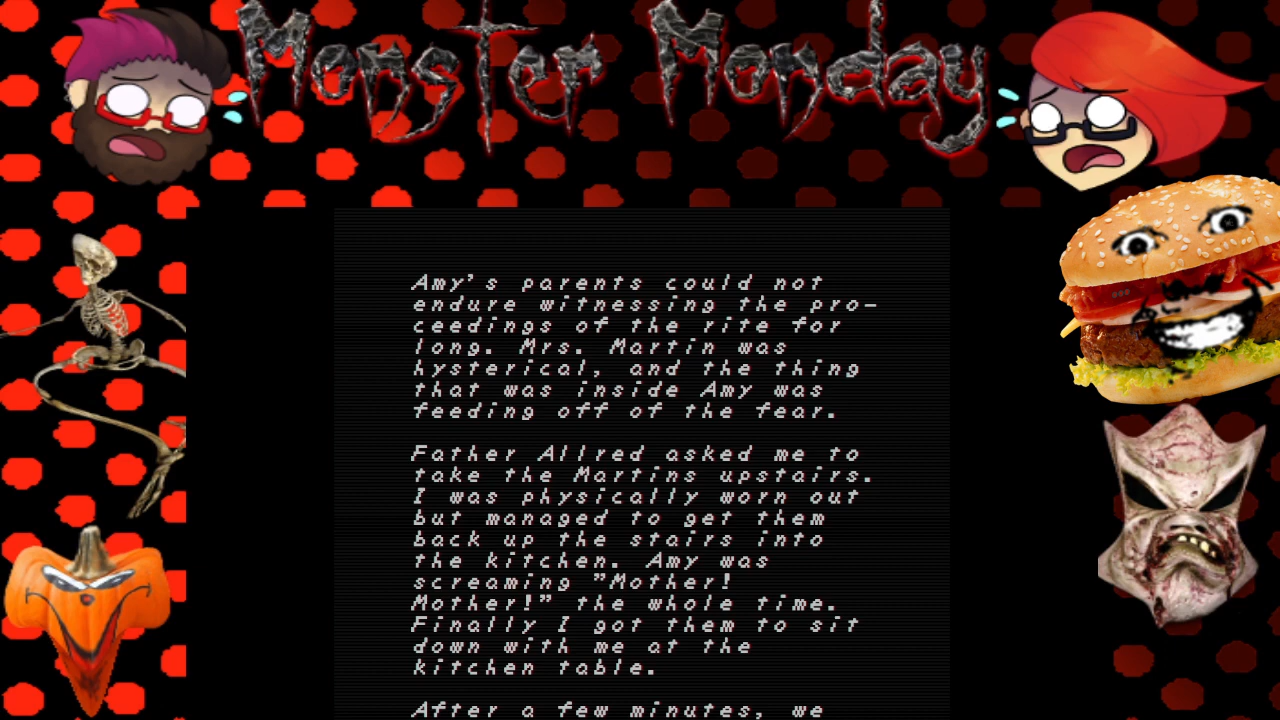 Monster Monday
Amy's parents could not
endure witnessing the pro-
ceedings of the rite for
long. Mrs. Martin was
hysterical, and the thing
that was inside Amy was
feeding off of the fear.
Father Allred asked me to
take the Martins upstairs.
I was physically worn out
but managed to get them
back up the stairs into
the kitchen. Amy was
screaming "Mother!
Mother!" the whole time.
Finally I got them to sit
down with me at the
kitchen table.
After a few minutes, we